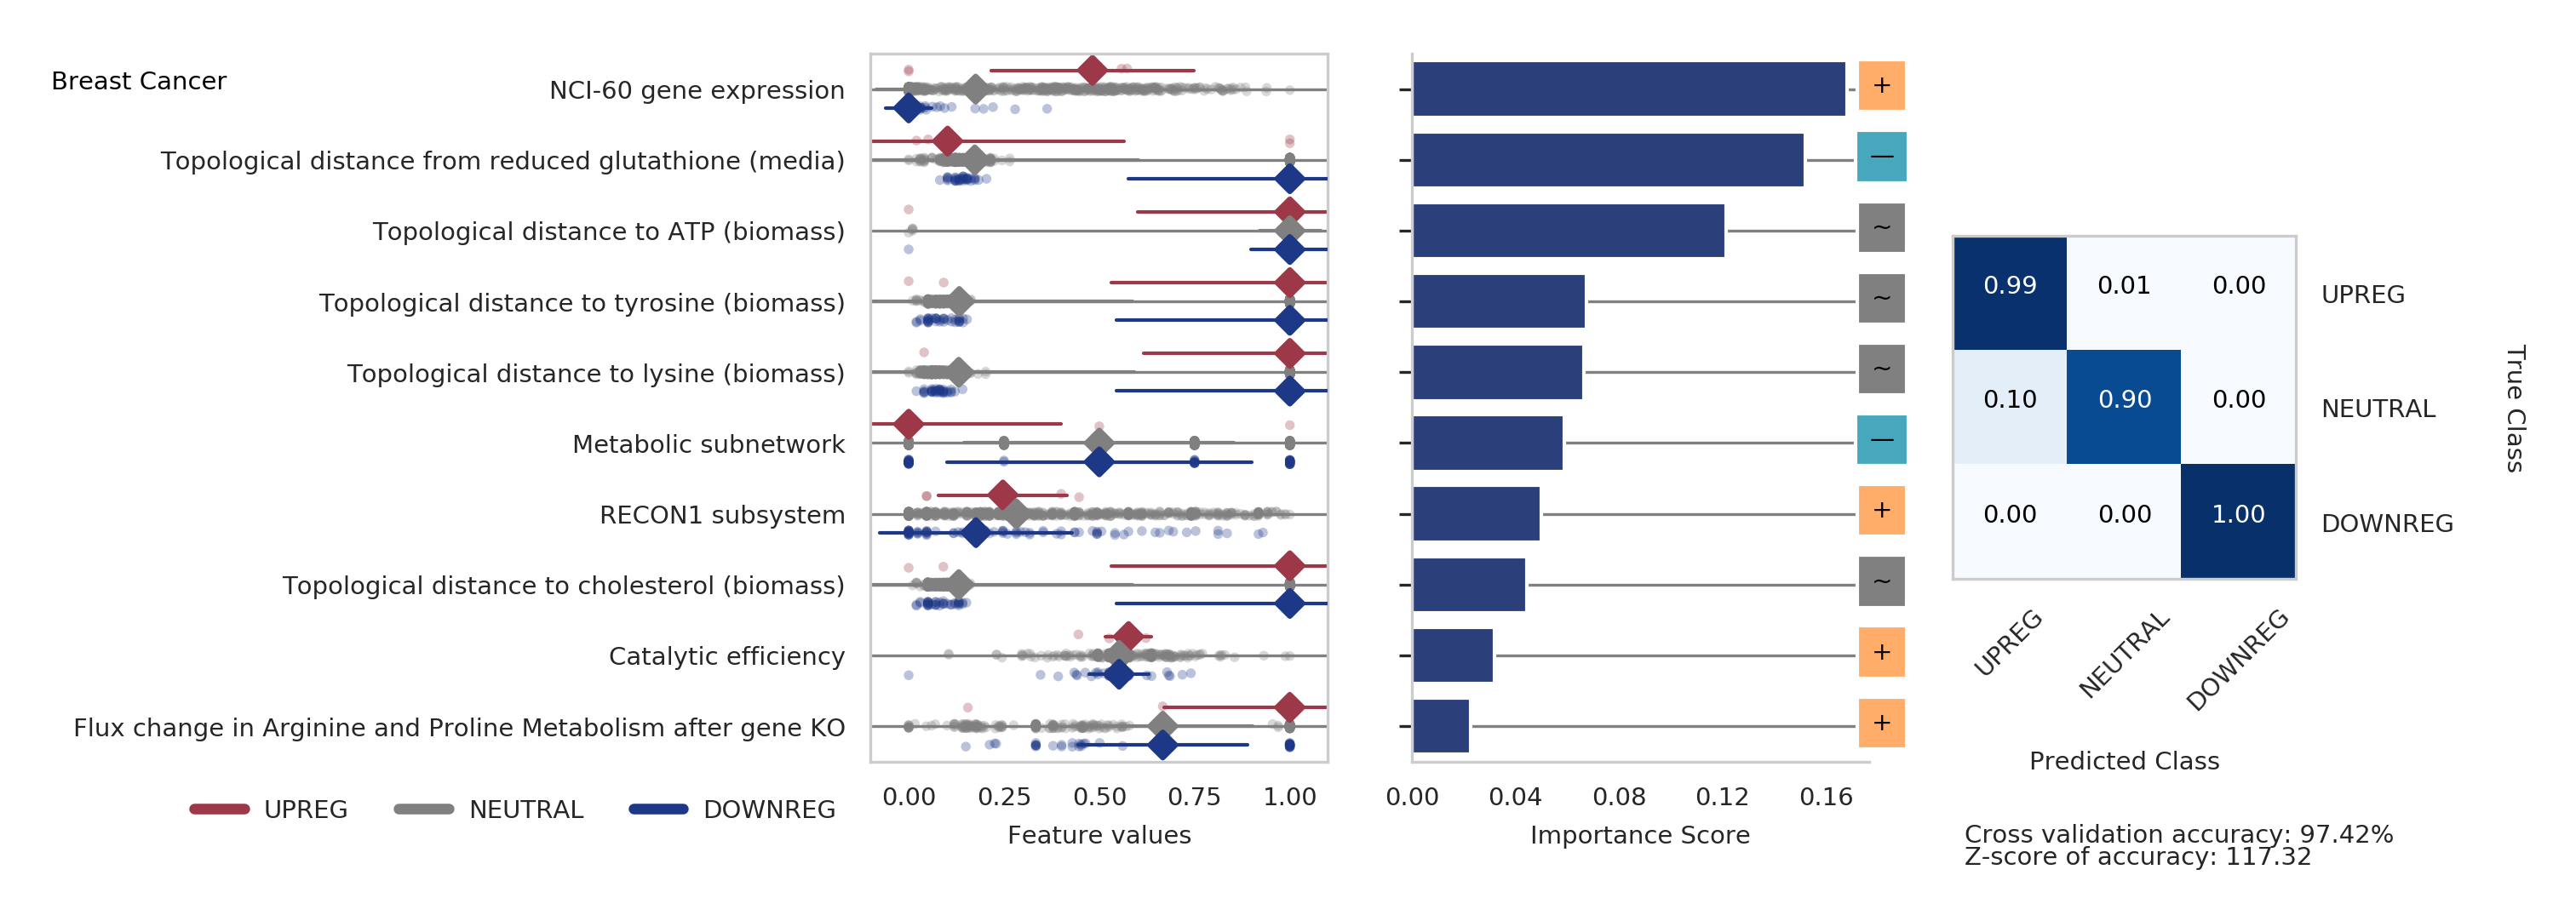 Breast Cancer
NCI-60 gene expression
+
Topological distance from reduced glutathione (media)
—
Topological distance to ATP (biomass)
~
Topological distance to tyrosine (biomass)
~
Topological distance to lysine (biomass)
~
Metabolic subnetwork
—
RECON1 subsystem
+
Topological distance to cholesterol (biomass)
~
Catalytic efficiency
+
Flux change in Arginine and Proline Metabolism after gene KO
+
UPREG NEUTRAL DOWNREG
0.00 0.25 0.50 0.75 1.00
Feature values
0.00 0.04 0.08 0.12 0.16
Importance Score
0.99 0.01 0.00 UPREG
0.10 0.90 0.00 NEUTRAL
0.00 0.00 1.00 DOWNREG
True Class
UPREG NEUTRAL DOWNREG
Predicted Class
Cross validation accuracy: 97.42%
Z-score of accuracy: 117.32